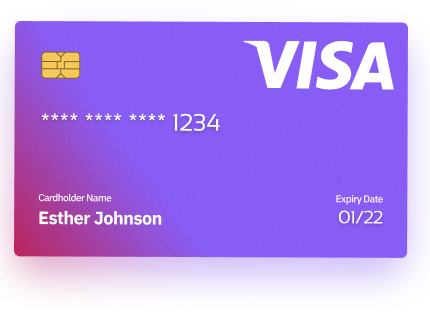 VISA
**** **** **** 1234
Cardholder Name
Esther Johnson
Expiry Date
01/22